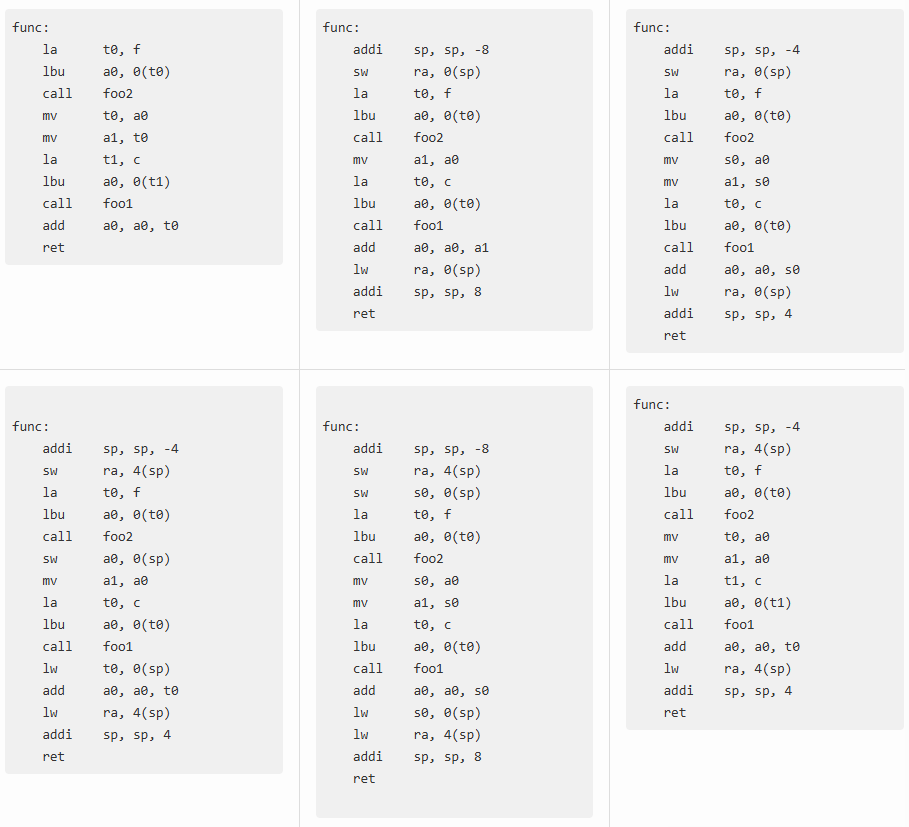 func:
la t0, f
lbu a0, 0(t0)
call foo2
mv t0, a0
mv a1, t0
la t1, c
lbu a0, 0(t1)
call foo1
add a0, a0, t0
ret
func:
addi sp, sp, -8
sw ra, 0(sp)
la t0, f
lbu a0, 0(t0)
call foo2
mv a1, a0
la t0, c
lbu a0, 0(t0)
call foo1
add a0, a0, a1
lw ra, 0(sp)
addi sp, sp, 8
ret
func:
addi sp, sp, -4
sw ra, 0(sp)
la t0, f
lbu a0, 0(t0)
call foo2
mv s0, a0
mv a1, s0
la t0, c
lbu a0, 0(t0)
call foo1
add a0, a0, s0
lw ra, 0(sp)
addi sp, sp, 4
ret
func:
addi sp, sp, -4
sw ra, 4(sp)
la t0, f
lbu a0, 0(t0)
call foo2
sw a0, 0(sp)
mv a1, a0
la t0, c
lbu a0, 0(t0)
call foo1
lw t0, 0(sp)
add a0, a0, t0
lw ra, 4(sp)
addi sp, sp, 4
ret
func:
addi sp, sp, -8
sw ra, 4(sp)
sw s0, 0(sp)
la t0, f
lbu a0, 0(t0)
call foo2
mv s0, a0
mv a1, s0
la t0, c
lbu a0, 0(t0)
call foo1
add a0, a0, s0
lw s0, 0(sp)
lw ra, 4(sp)
addi sp, sp, 8
ret
func:
addi sp, sp, -4
sw ra, 4(sp)
la t0, f
lbu a0, 0(t0)
call foo2
mv t0, a0
mv a1, a0
la t1, c
lbu a0, 0(t1)
call foo1
add a0, a0, t0
lw ra, 4(sp)
addi sp, sp, 4
ret